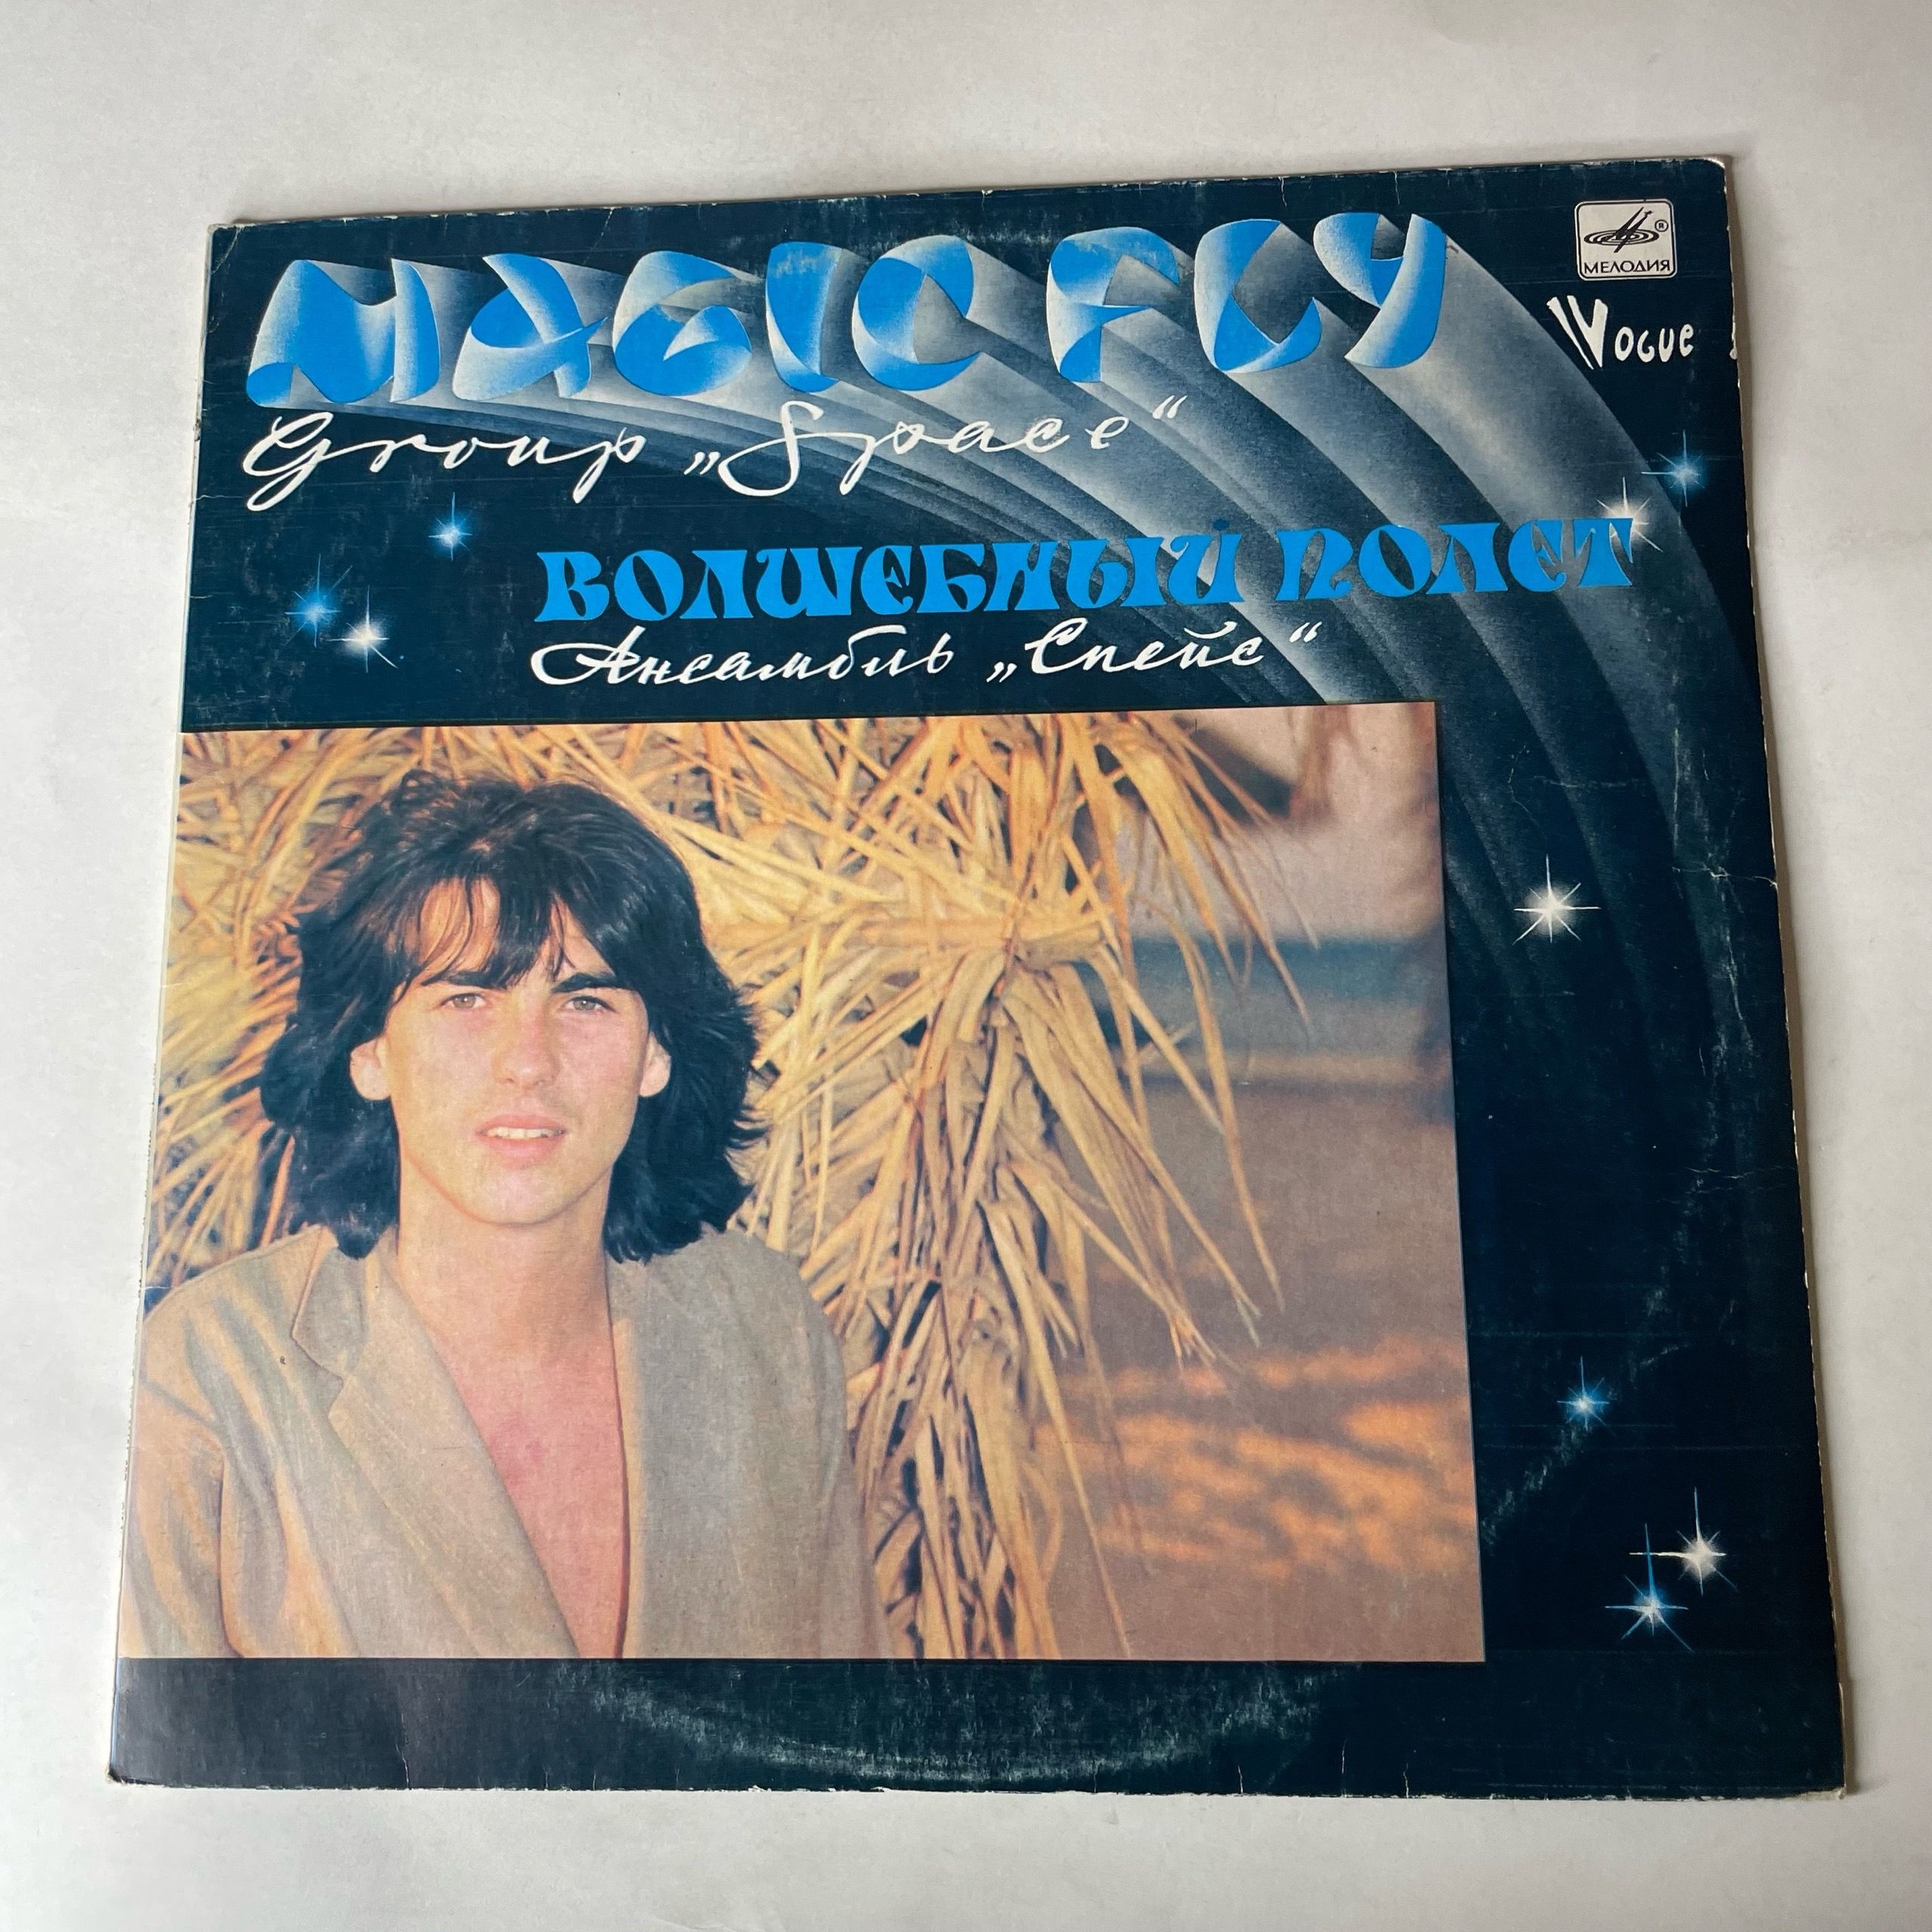 MAGIC FLY
МЕЛОДИЯ ®
Vogue
Group „Space“
ВОЛШЕБНЫЙ ПОЛЕТ
Ансамбль „Спейс“